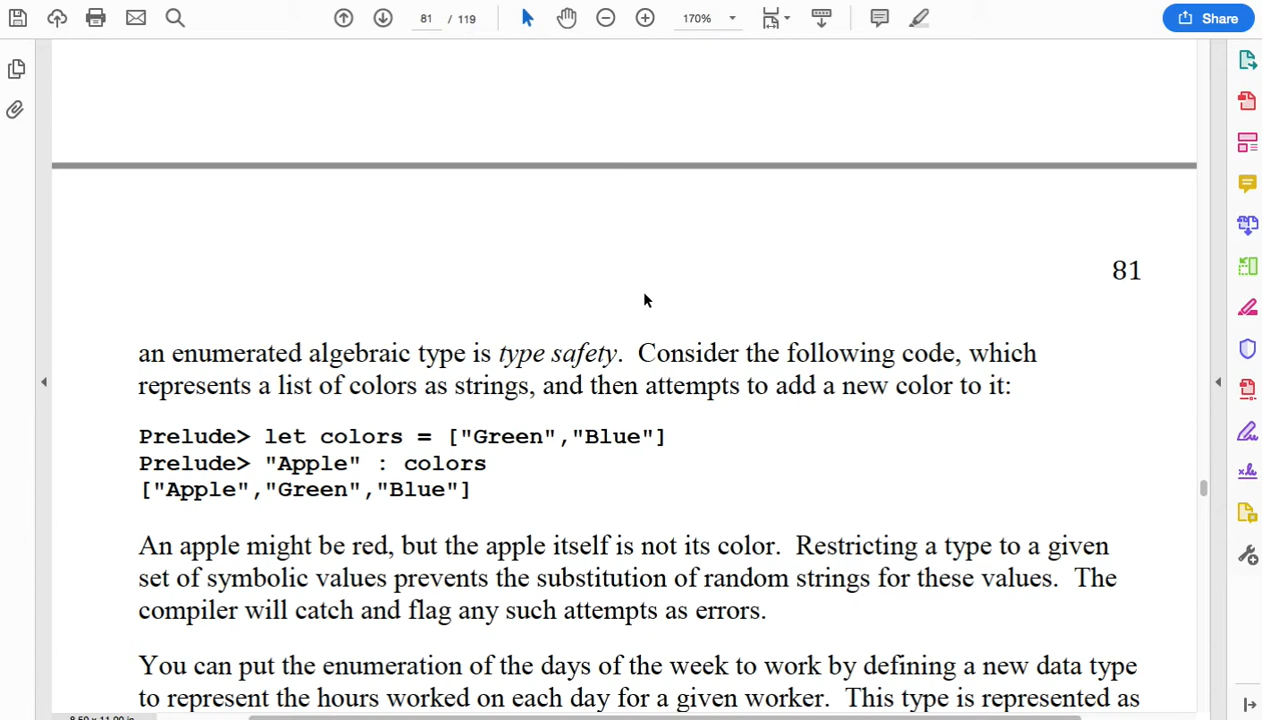 81 / 119
170%
Share
81
an enumerated algebraic type is type safety. Consider the following code, which
represents a list of colors as strings, and then attempts to add a new color to it:
Prelude> let colors = ["Green","Blue"]
Prelude> "Apple" : colors
["Apple","Green","Blue"]
An apple might be red, but the apple itself is not its color. Restricting a type to a given
set of symbolic values prevents the substitution of random strings for these values. The
compiler will catch and flag any such attempts as errors.
You can put the enumeration of the days of the week to work by defining a new data type
to represent the hours worked on each day for a given worker. This type is represented as
8.50 x 11.00 in